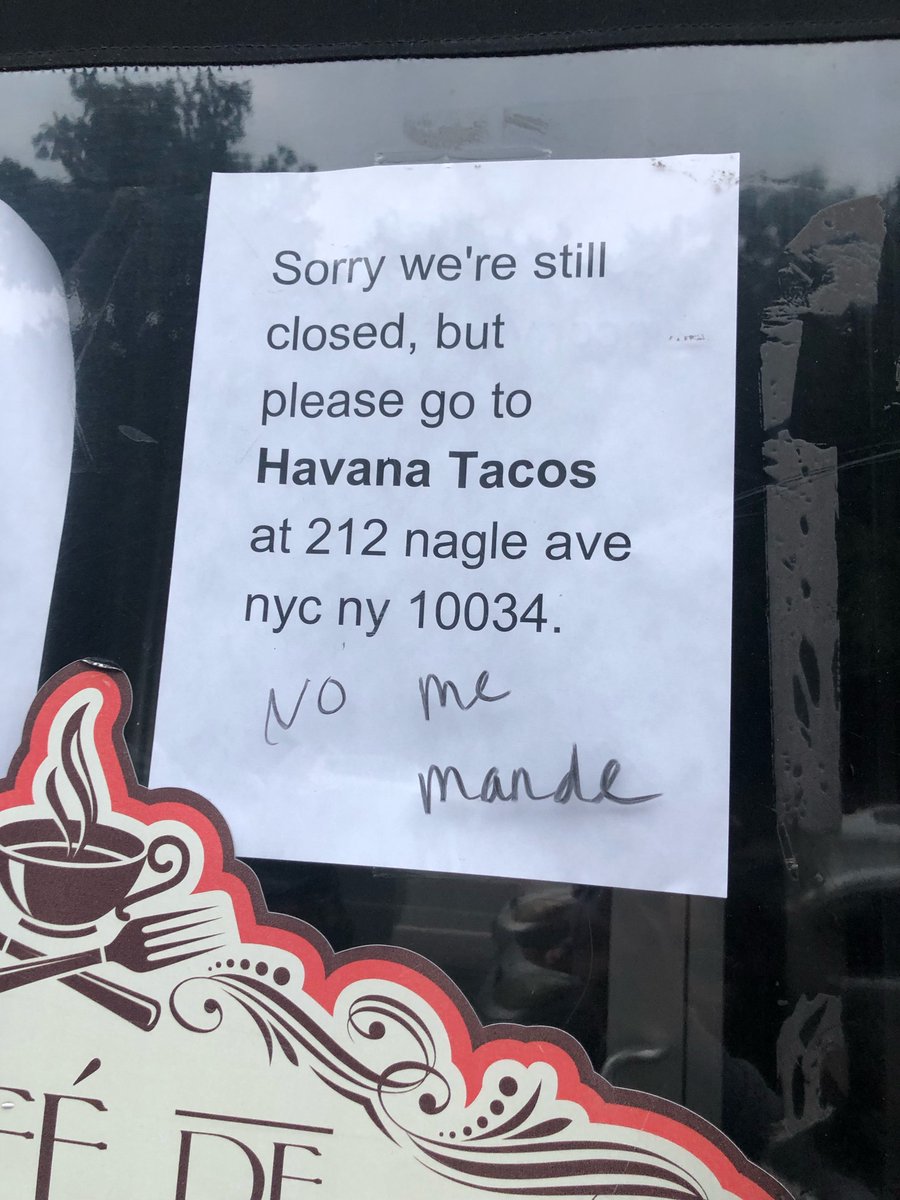 Sorry we're still
closed, but
please go to
Havana Tacos
at 212 nagle ave
nyc ny 10034.
NO me
mande
FÉ DE